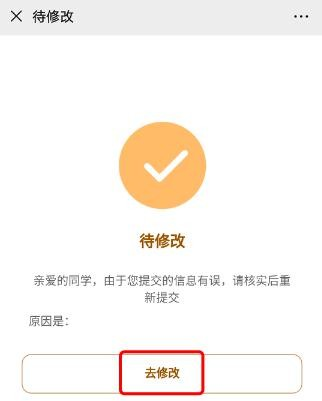 待修改
待修改
亲爱的同学，由于您提交的信息有误，请核实后重
新提交
原因是：
去修改